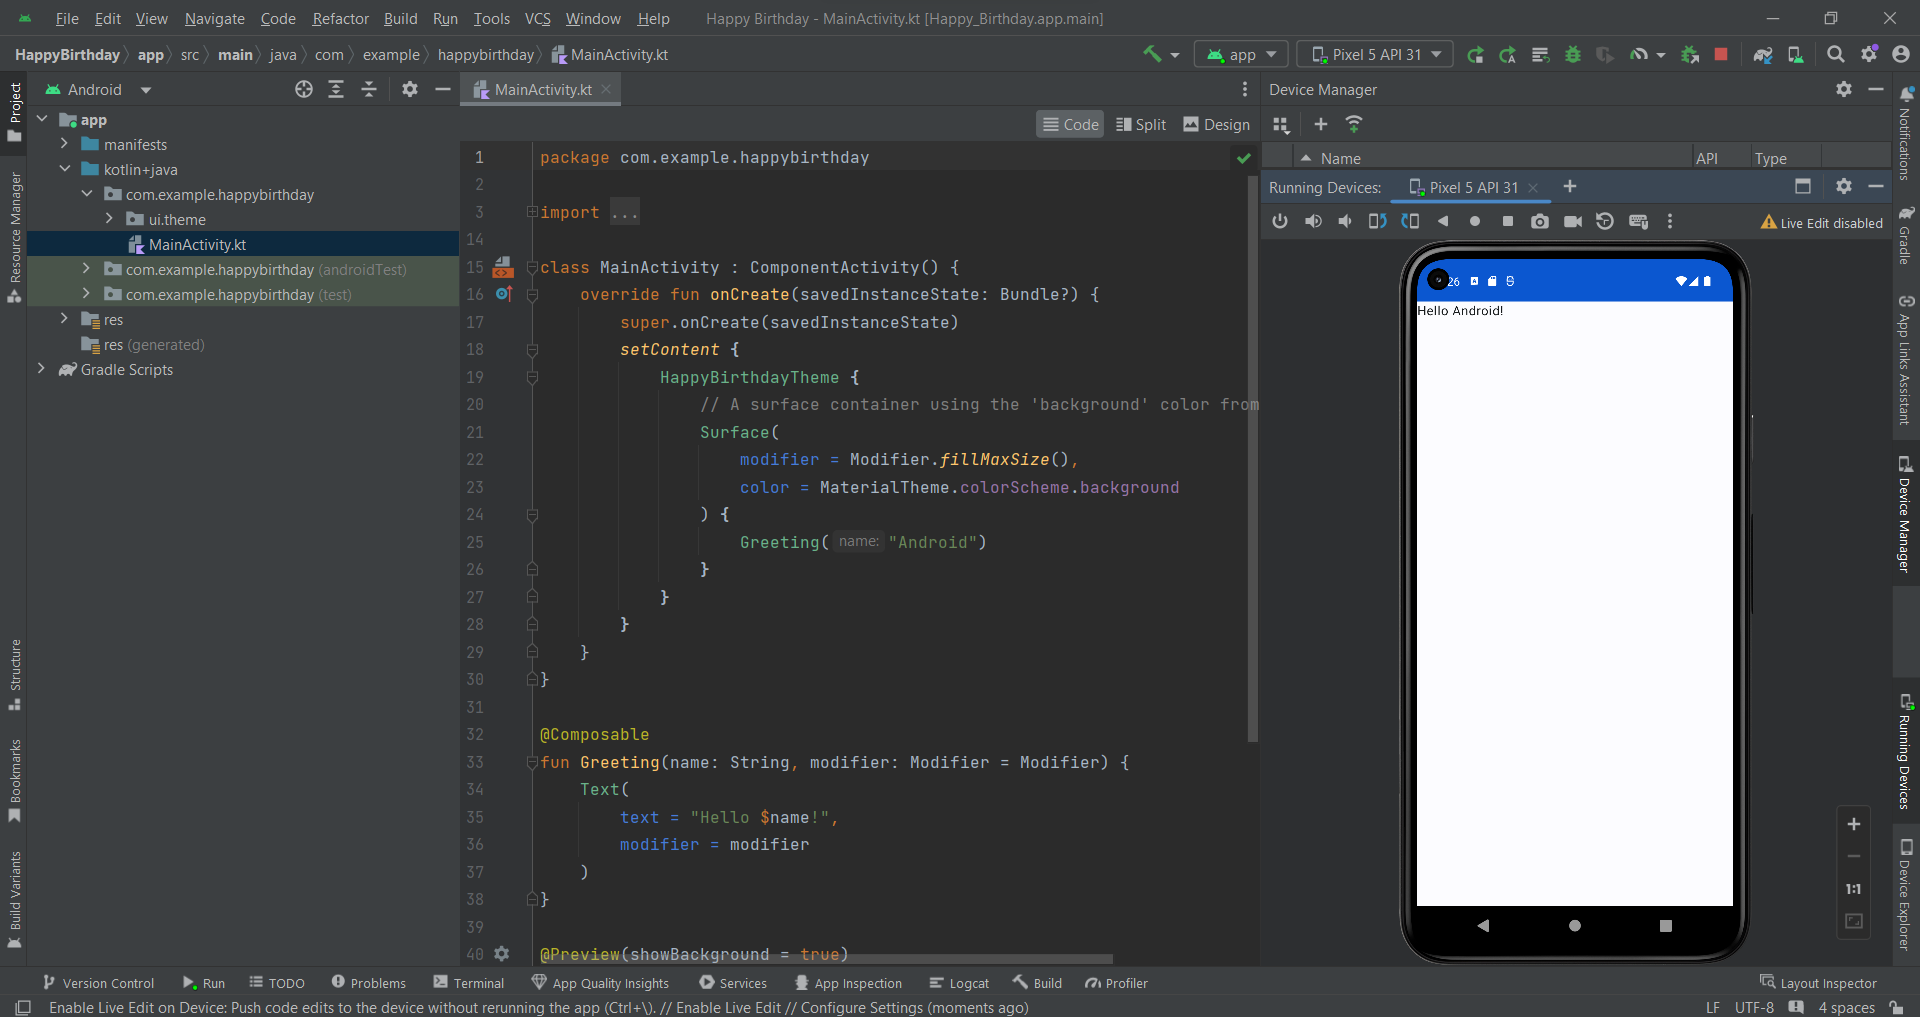 File Edit View Navigate Code Refactor Build Run Tools VCS Window Help Happy Birthday - MainActivity.kt [Happy_Birthday.app.main]
HappyBirthday app src main java com example happybirthday MainActivity.kt app Pixel 5 API 31
Project
Resource Manager
Structure
Bookmarks
Build Variants
Android
app
manifests
kotlin+java
com.example.happybirthday
ui.theme
MainActivity.kt
com.example.happybirthday (androidTest)
com.example.happybirthday (test)
res
res (generated)
Gradle Scripts
MainActivity.kt
Code Split Design
1 package com.example.happybirthday
2
3 import ...
14
15 class MainActivity : ComponentActivity() {
16 override fun onCreate(savedInstanceState: Bundle?) {
17 super.onCreate(savedInstanceState)
18 setContent {
19 HappyBirthdayTheme {
20 // A surface container using the 'background' color from
21 Surface(
22 modifier = Modifier.fillMaxSize(),
23 color = MaterialTheme.colorScheme.background
24 ) {
25 Greeting( name: "Android")
26 }
27 }
28 }
29 }
30 }
31
32 @Composable
33 fun Greeting(name: String, modifier: Modifier = Modifier) {
34 Text(
35 text = "Hello $name!",
36 modifier = modifier
37 )
38 }
39
40 @Preview(showBackground = true)
Device Manager
Name API Type
Running Devices: Pixel 5 API 31
Live Edit disabled
26
Hello Android!
1:1
Notifications
Gradle
App Links Assistant
Device Manager
Running Devices
Device Explorer
Version Control Run TODO Problems Terminal App Quality Insights Services App Inspection Logcat Build Profiler Layout Inspector
Enable Live Edit on Device: Push code edits to the device without rerunning the app (Ctrl+\). // Enable Live Edit // Configure Settings (moments ago) LF UTF-8 4 spaces